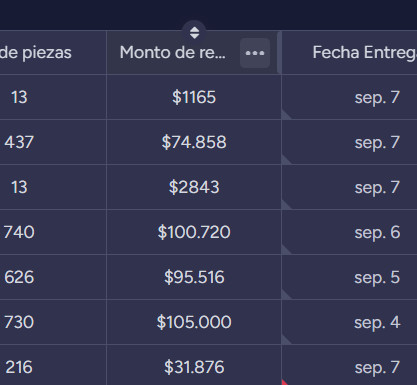 de piezas Monto de re... Fecha Entreg
13 $1165 sep. 7
437 $74.858 sep. 7
13 $2843 sep. 7
740 $100.720 sep. 6
626 $95.516 sep. 5
730 $105.000 sep. 4
216 $31.876 sep. 7